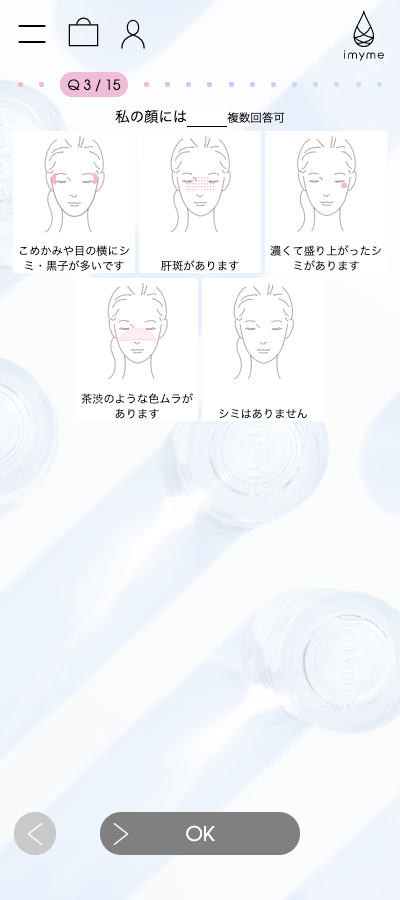 imyme
Q 3 / 15
私の顔には____複数回答可
こめかみや目の横にシ
ミ・黒子が多いです
肝斑があります
濃くて盛り上がったシ
ミがあります
茶渋のような色ムラが
あります
シミはありません
imyme
imyme
OK